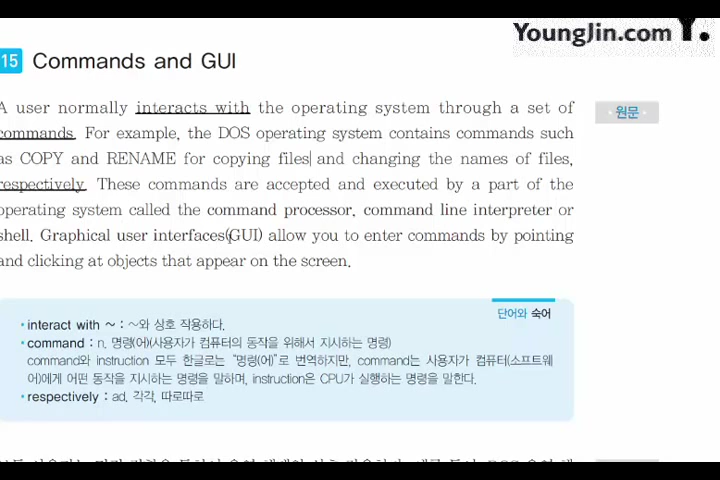 YoungJin.com Y.
15 Commands and GUI
A user normally interacts with the operating system through a set of
원문
commands. For example, the DOS operating system contains commands such
as COPY and RENAME for copying files and changing the names of files,
respectively. These commands are accepted and executed by a part of the
operating system called the command processor, command line interpreter or
shell. Graphical user interfaces(GUI) allow you to enter commands by pointing
and clicking at objects that appear on the screen.
단어와 숙어
• interact with ~ : ~와 상호 작용하다.
• command : n. 명령(어)(사용자가 컴퓨터의 동작을 위해서 지시하는 명령)
command와 instruction 모두 한글로는 "명령(어)"로 번역하지만, command는 사용자가 컴퓨터(소프트웨
어)에게 어떤 동작을 지시하는 명령을 말하며, instruction은 CPU가 실행하는 명령을 말한다.
• respectively : ad. 각각, 따로따로